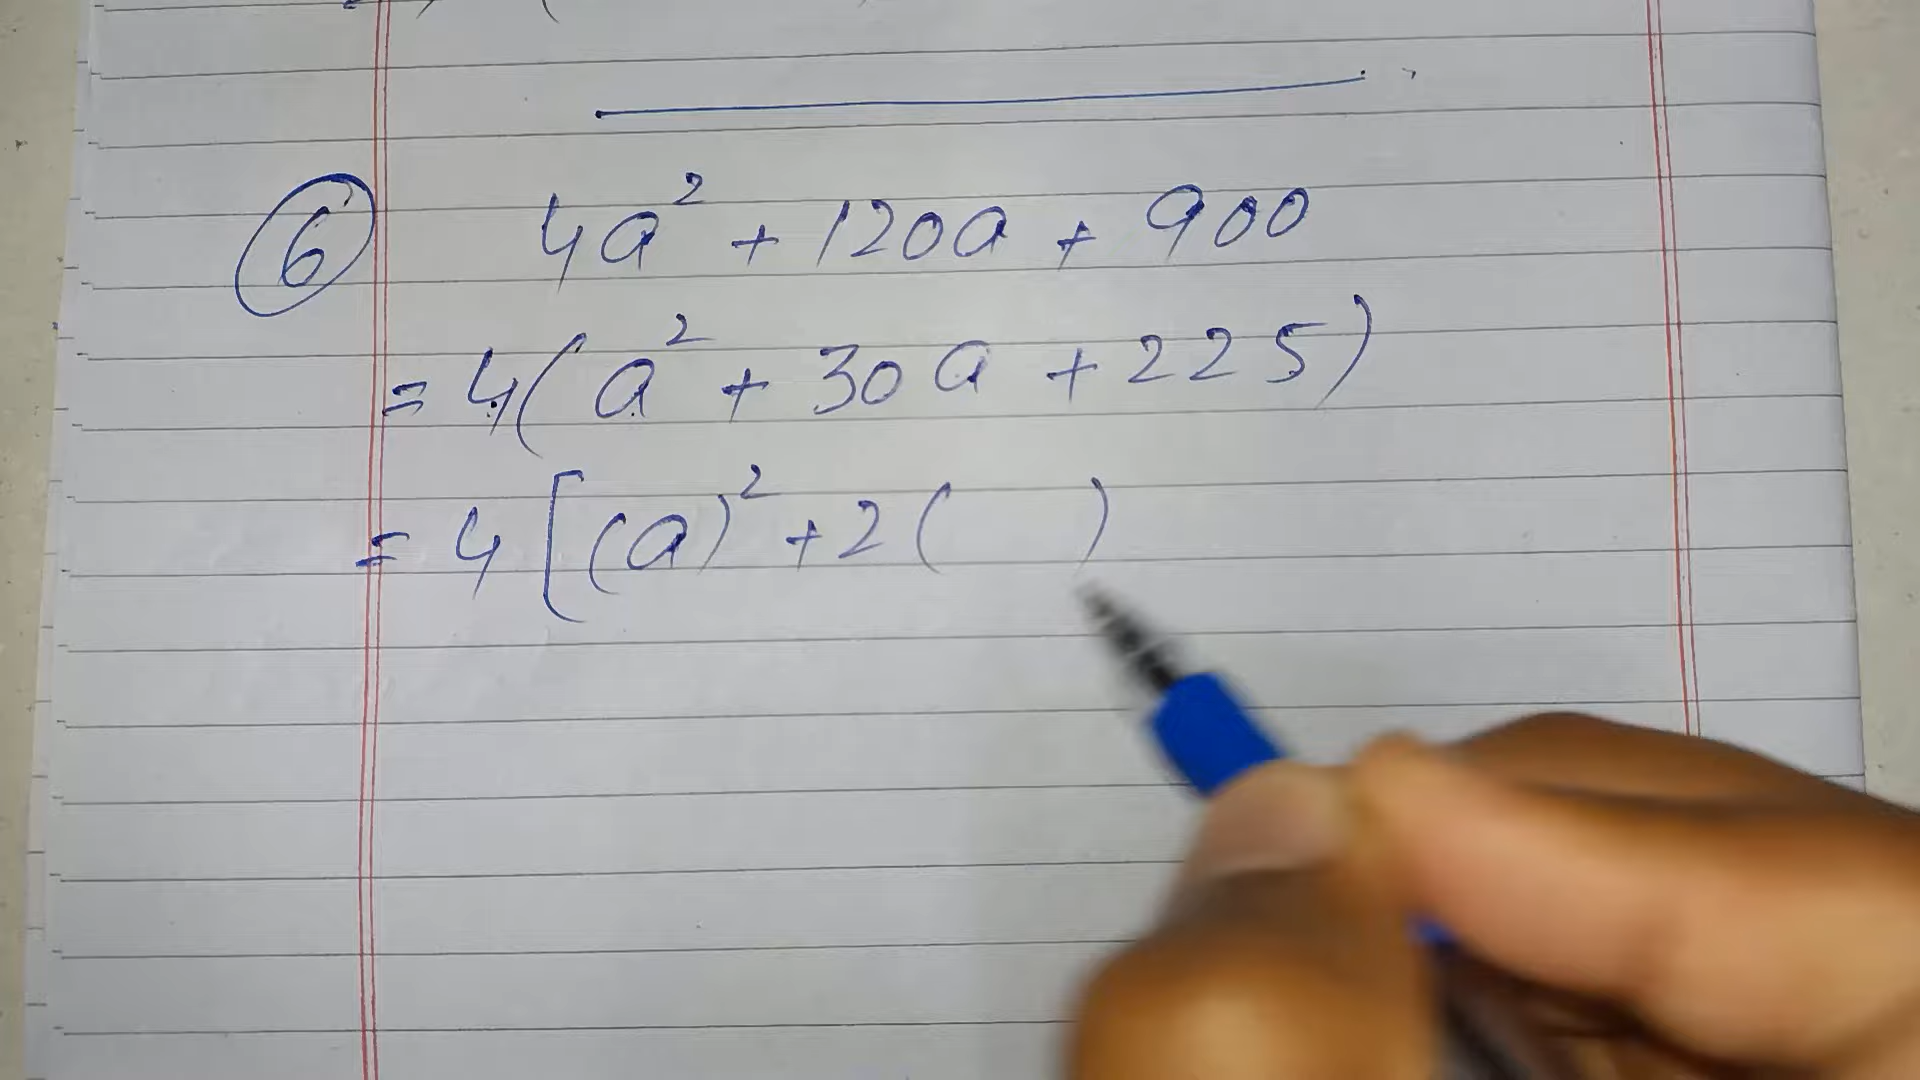 6 4a² + 120a + 900
= 4( a² + 30a + 225)
= 4 [(a)² + 2 ( )